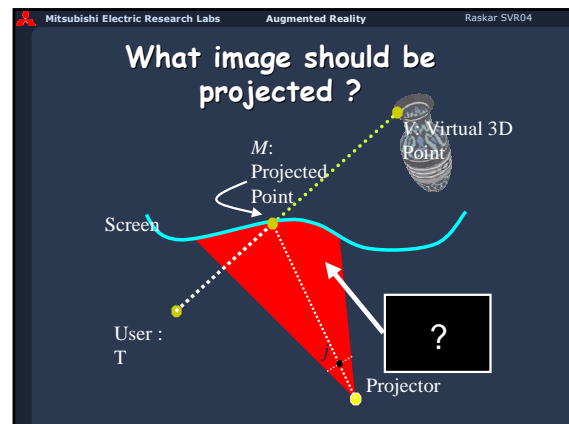 Mitsubishi Electric Research Labs Augmented Reality Raskar SVR04
What image should be
projected ?
V: Virtual 3D
Point
M:
Projected
Point
Screen
User :
T
?
j
Projector